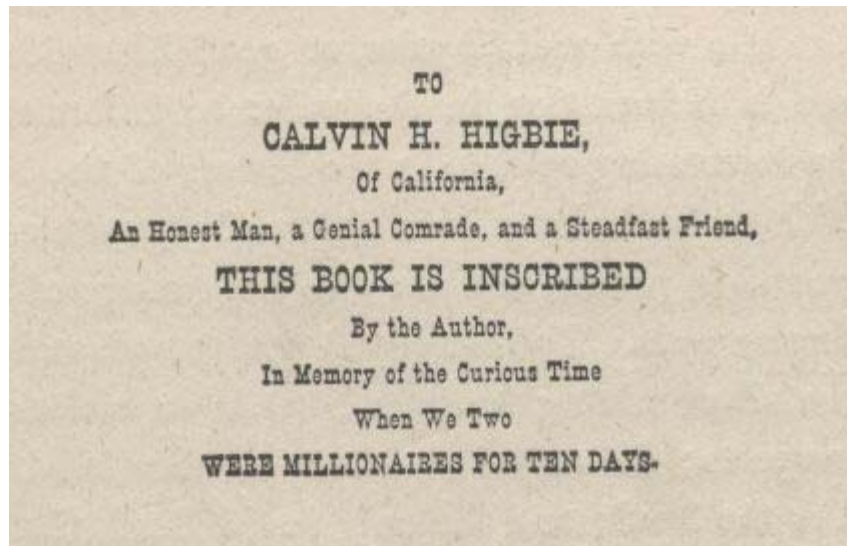 TO
CALVIN H. HIGBIE,
Of California,
An Honest Man, a Genial Comrade, and a Steadfast Friend,
THIS BOOK IS INSCRIBED
By the Author,
In Memory of the Curious Time
When We Two
WERE MILLIONAIRES FOR TEN DAYS.